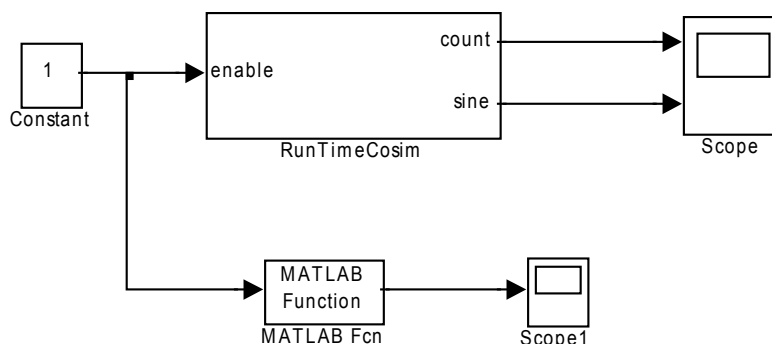 count
1
enable
sine
Constant
RunTimeCosim
Scope
MATLAB
Function
MATLAB Fcn
Scope1